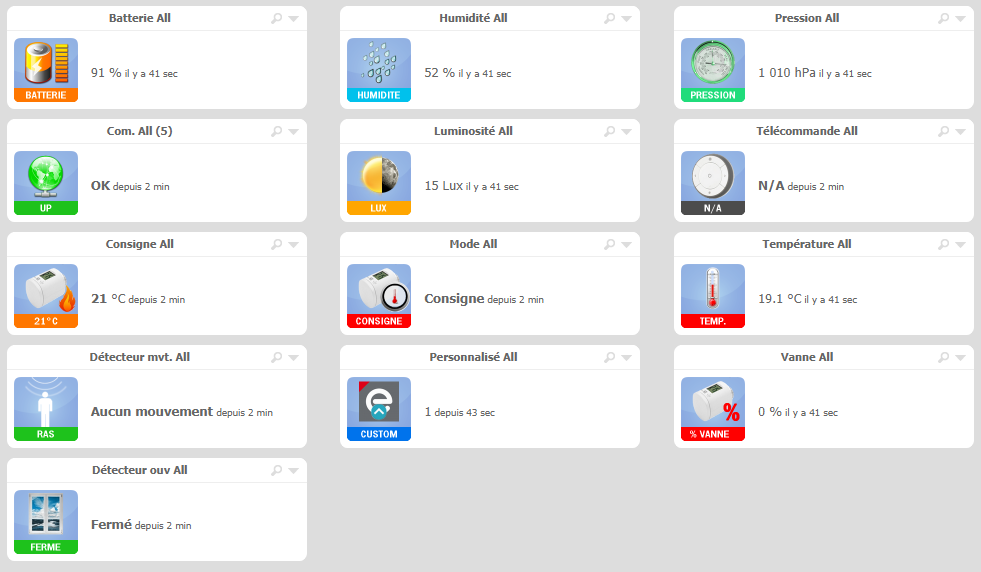 Batterie All
91 % il y a 41 sec
BATTERIE
Humidité All
52 % il y a 41 sec
HUMIDITE
Pression All
1 010 hPa il y a 41 sec
PRESSION
Com. All (5)
OK depuis 2 min
UP
Luminosité All
15 Lux il y a 41 sec
LUX
Télécommande All
N/A depuis 2 min
N/A
Consigne All
21 °C depuis 2 min
21°C
Mode All
Consigne depuis 2 min
CONSIGNE
Température All
19.1 °C il y a 41 sec
TEMP.
Détecteur mvt. All
Aucun mouvement depuis 2 min
RAS
Personnalisé All
1 depuis 43 sec
CUSTOM
Vanne All
0 % il y a 41 sec
% VANNE
Détecteur ouv All
Fermé depuis 2 min
FERME